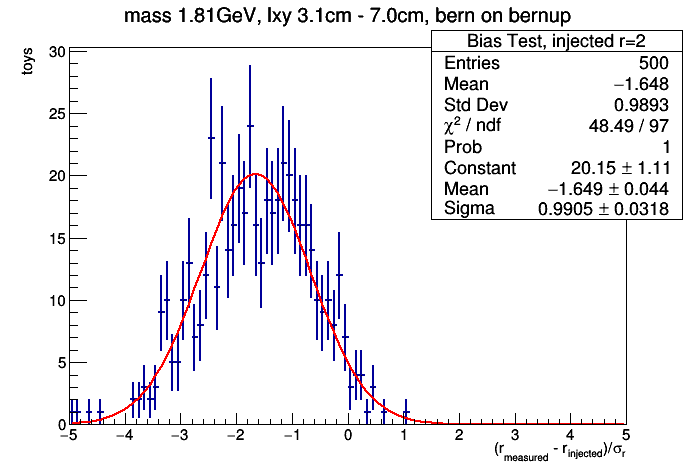 mass 1.81GeV, lxy 3.1cm - 7.0cm, bern on bernup
Bias Test, injected r=2
Entries 500
Mean −1.648
Std Dev 0.9893
χ² / ndf 48.49 / 97
Prob 1
Constant 20.15 ± 1.11
Mean −1.649 ± 0.044
Sigma 0.9905 ± 0.0318
toys
30
25
20
15
10
5
0
−5 −4 −3 −2 −1 0 1 2 3 4 5
(r_measured - r_injected)/σ_r